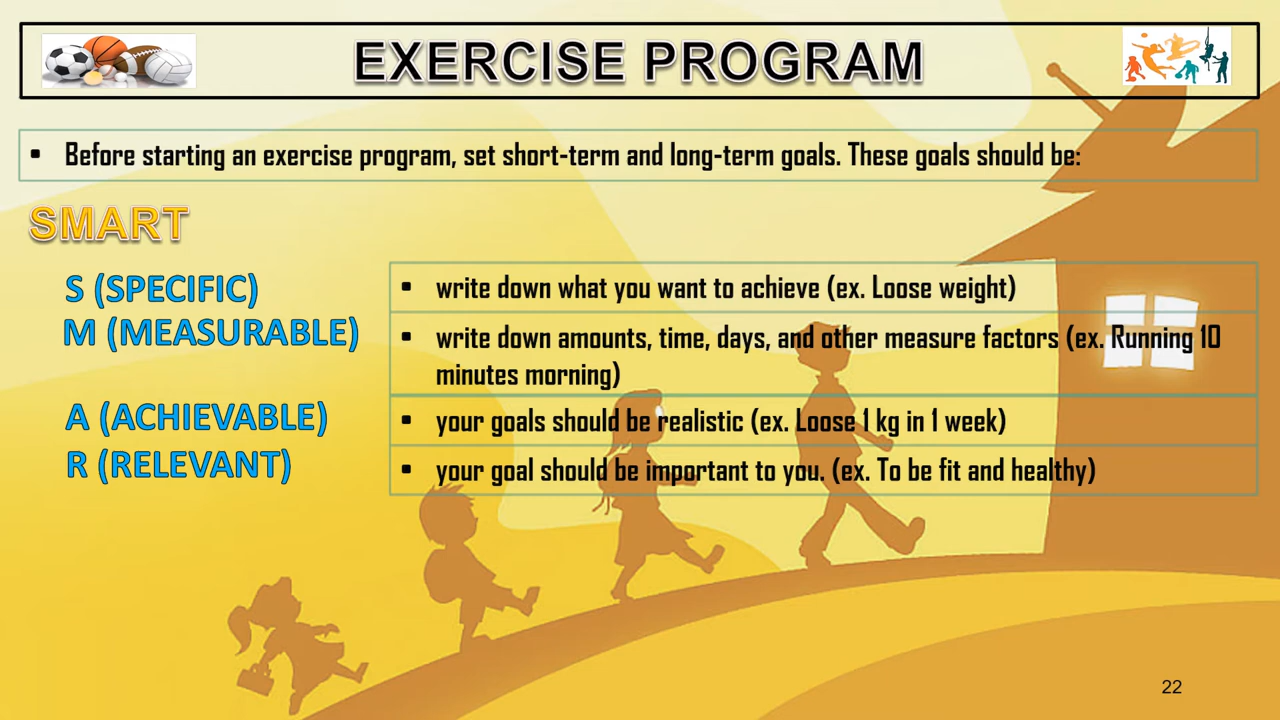 EXERCISE PROGRAM
• Before starting an exercise program, set short-term and long-term goals. These goals should be:
SMART
S (SPECIFIC)
• write down what you want to achieve (ex. Loose weight)
M (MEASURABLE)
• write down amounts, time, days, and other measure factors (ex. Running 10
minutes morning)
A (ACHIEVABLE)
• your goals should be realistic (ex. Loose 1 kg in 1 week)
R (RELEVANT)
• your goal should be important to you. (ex. To be fit and healthy)
22